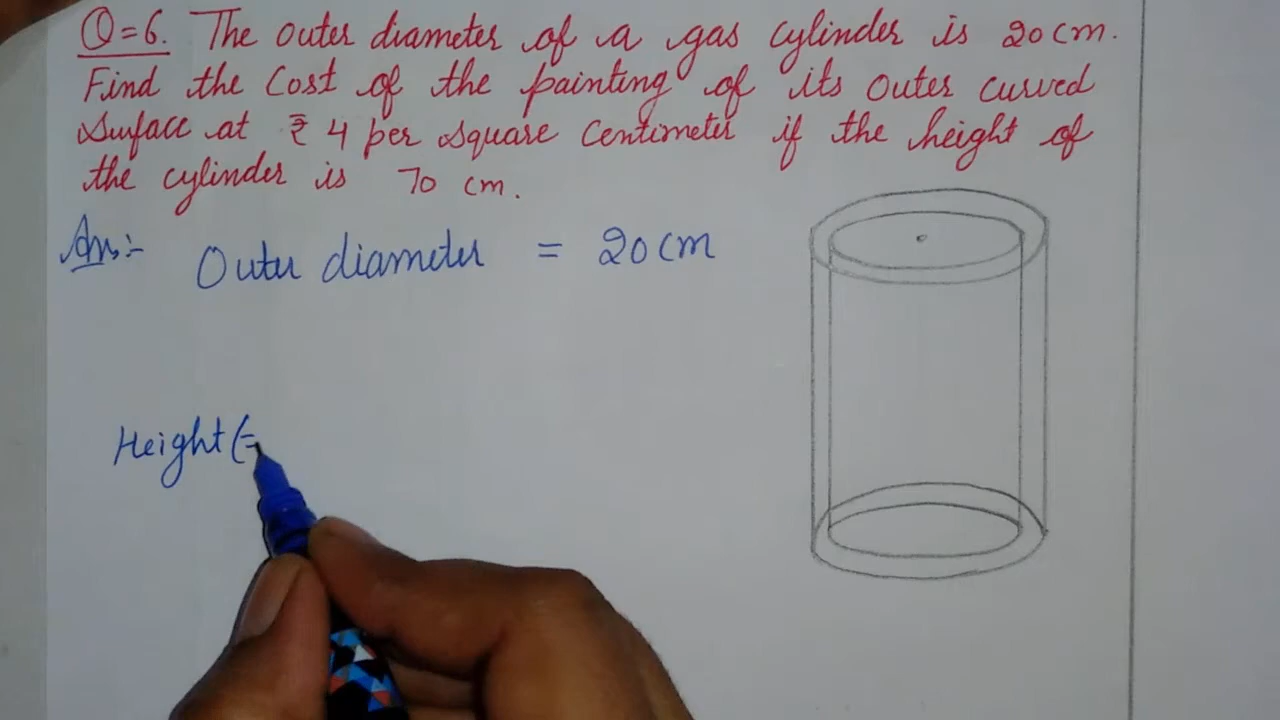 Q=6. The outer diameter of a gas cylinder is 20 cm.
Find the cost of the painting of its outer curved
surface at ₹ 4 per square centimeter if the height of
the cylinder is 70 cm.
Ans:- Outer diameter = 20 cm
Height (=